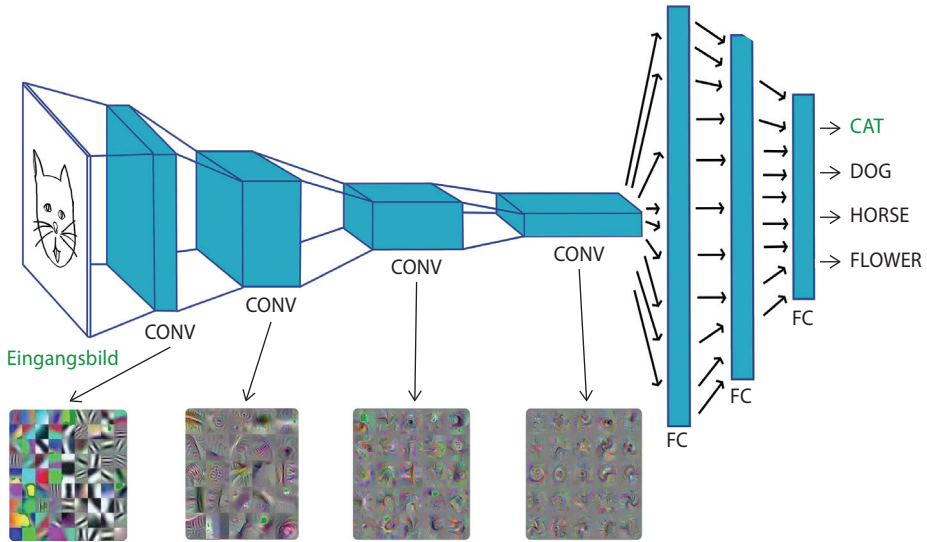 CAT
DOG
HORSE
FLOWER
CONV
CONV
CONV
CONV
FC
FC
FC
Eingangsbild